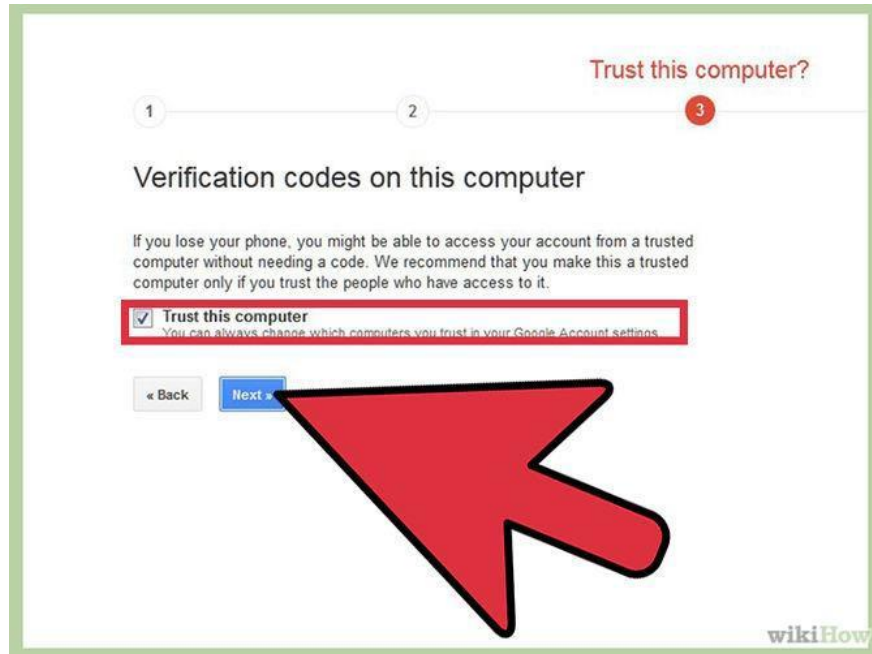 Trust this computer?
1 2 3
Verification codes on this computer
If you lose your phone, you might be able to access your account from a trusted
computer without needing a code. We recommend that you make this a trusted
computer only if you trust the people who have access to it.
Trust this computer
You can always change which computers you trust in your Google Account settings
« Back Next »
wikiHow